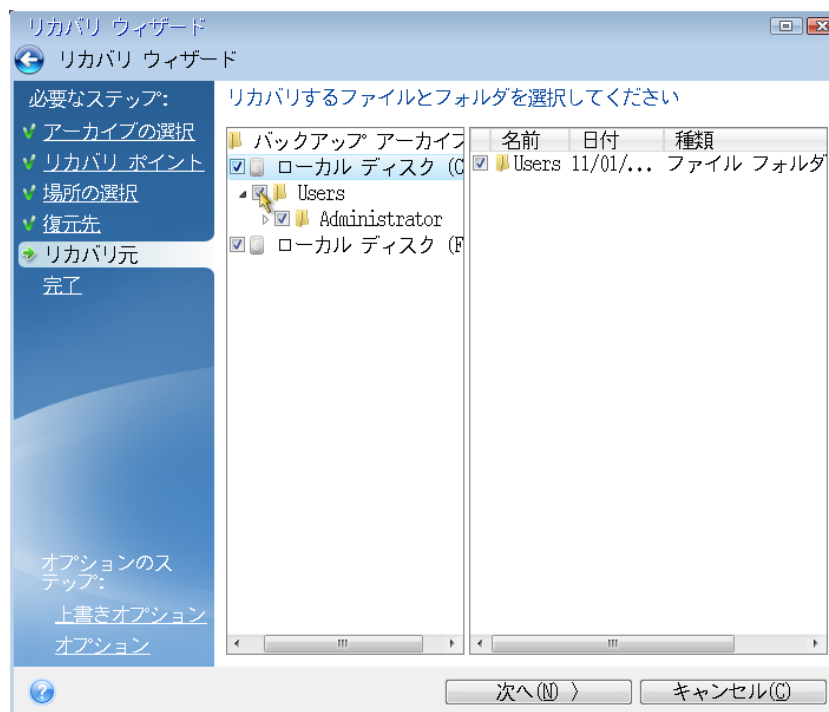 リカバリ ウィザード
リカバリ ウィザード
必要なステップ:
アーカイブの選択
リカバリ ポイント
場所の選択
復元先
リカバリ元
完了
オプションのス
テップ:
上書きオプション
オプション
リカバリするファイルとフォルダを選択してください
バックアップ アーカイブ
ローカル ディスク (C
Users
Administrator
ローカル ディスク (F
名前 日付 種類
Users 11/01/... ファイル フォルダ
次へ(N) 〉 キャンセル(C)